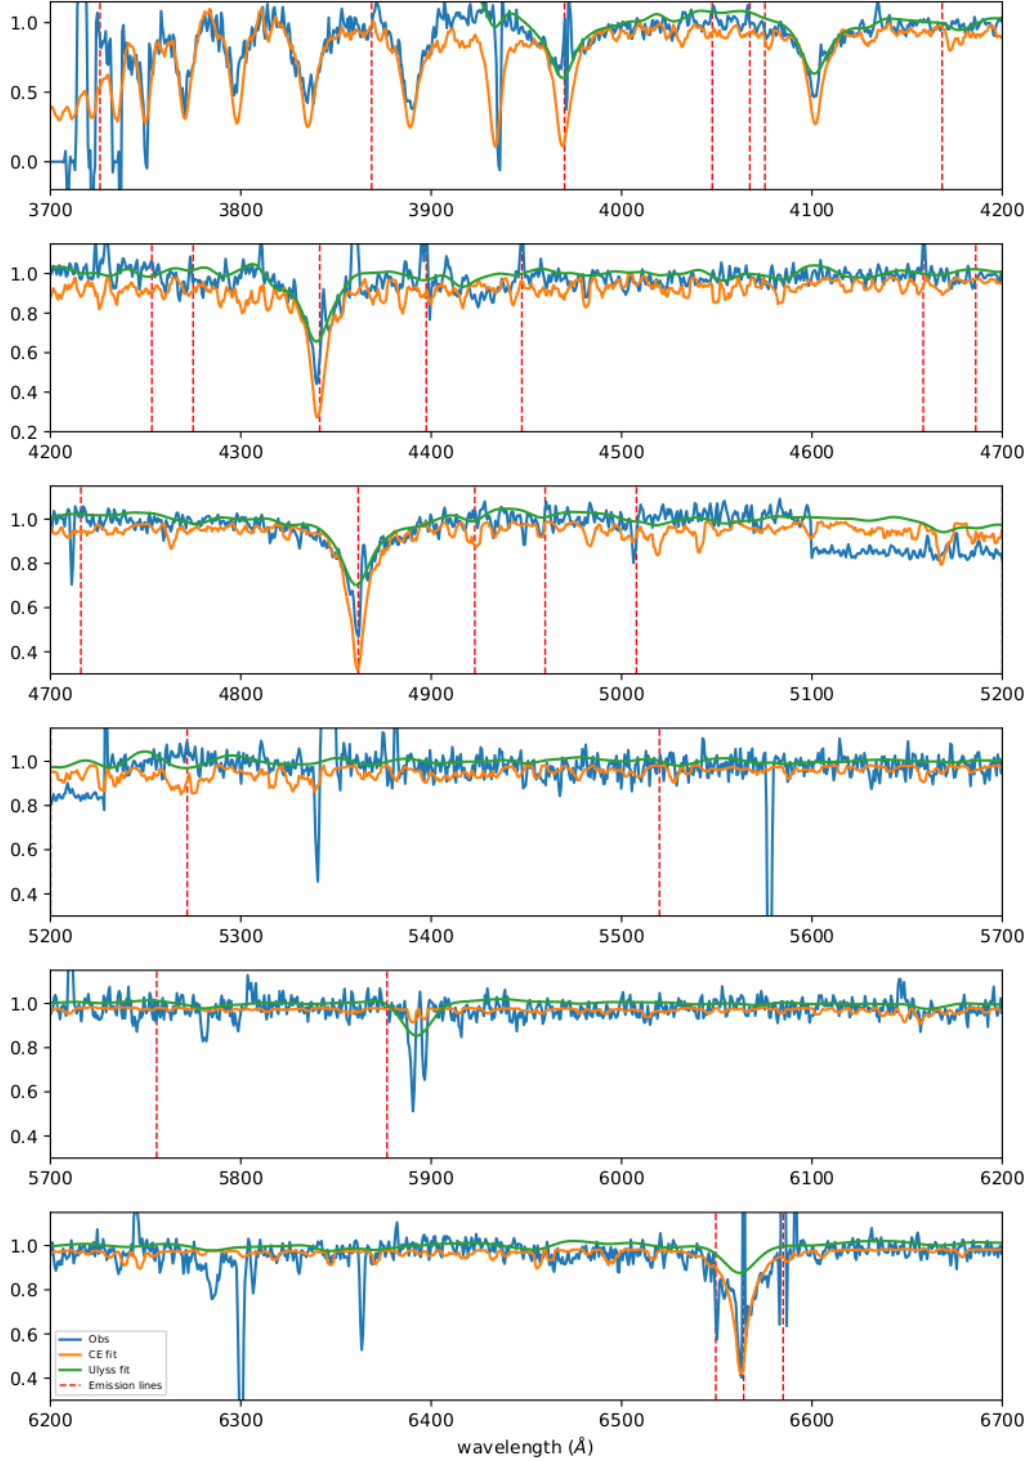 1.0
0.5
0.0
3700 3800 3900 4000 4100 4200
1.0
0.8
0.6
0.4
0.2
4200 4300 4400 4500 4600 4700
1.0
0.8
0.6
0.4
4700 4800 4900 5000 5100 5200
1.0
0.8
0.6
0.4
5200 5300 5400 5500 5600 5700
1.0
0.8
0.6
0.4
5700 5800 5900 6000 6100 6200
1.0
0.8
0.6
0.4
Obs
CE fit
Ulyss fit
Emission lines
6200 6300 6400 6500 6600 6700
wavelength (Å)